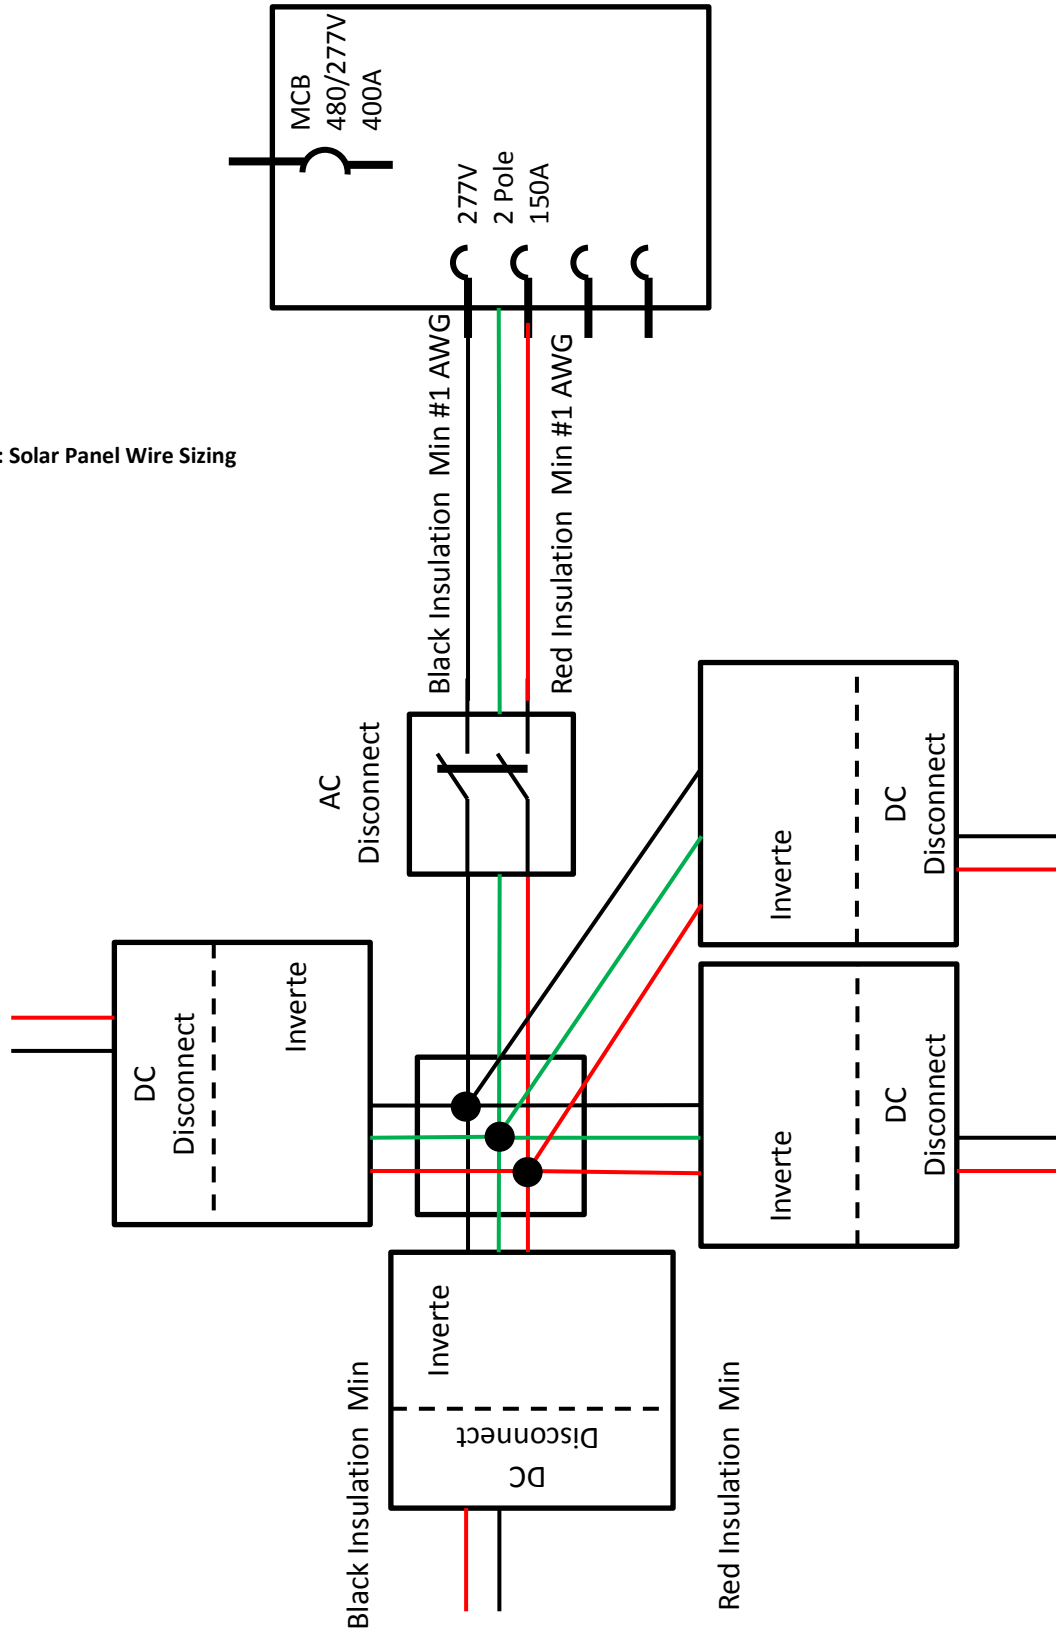 MCB
480/277V
400A
277V
2 Pole
150A
Black Insulation Min #1 AWG
Red Insulation Min #1 AWG
: Solar Panel Wire Sizing
AC
Disconnect
Inverte
DC
Disconnect
DC
Disconnect
Inverte
Inverte
DC
Disconnect
Inverte
DC
Disconnect
Black Insulation Min
Red Insulation Min